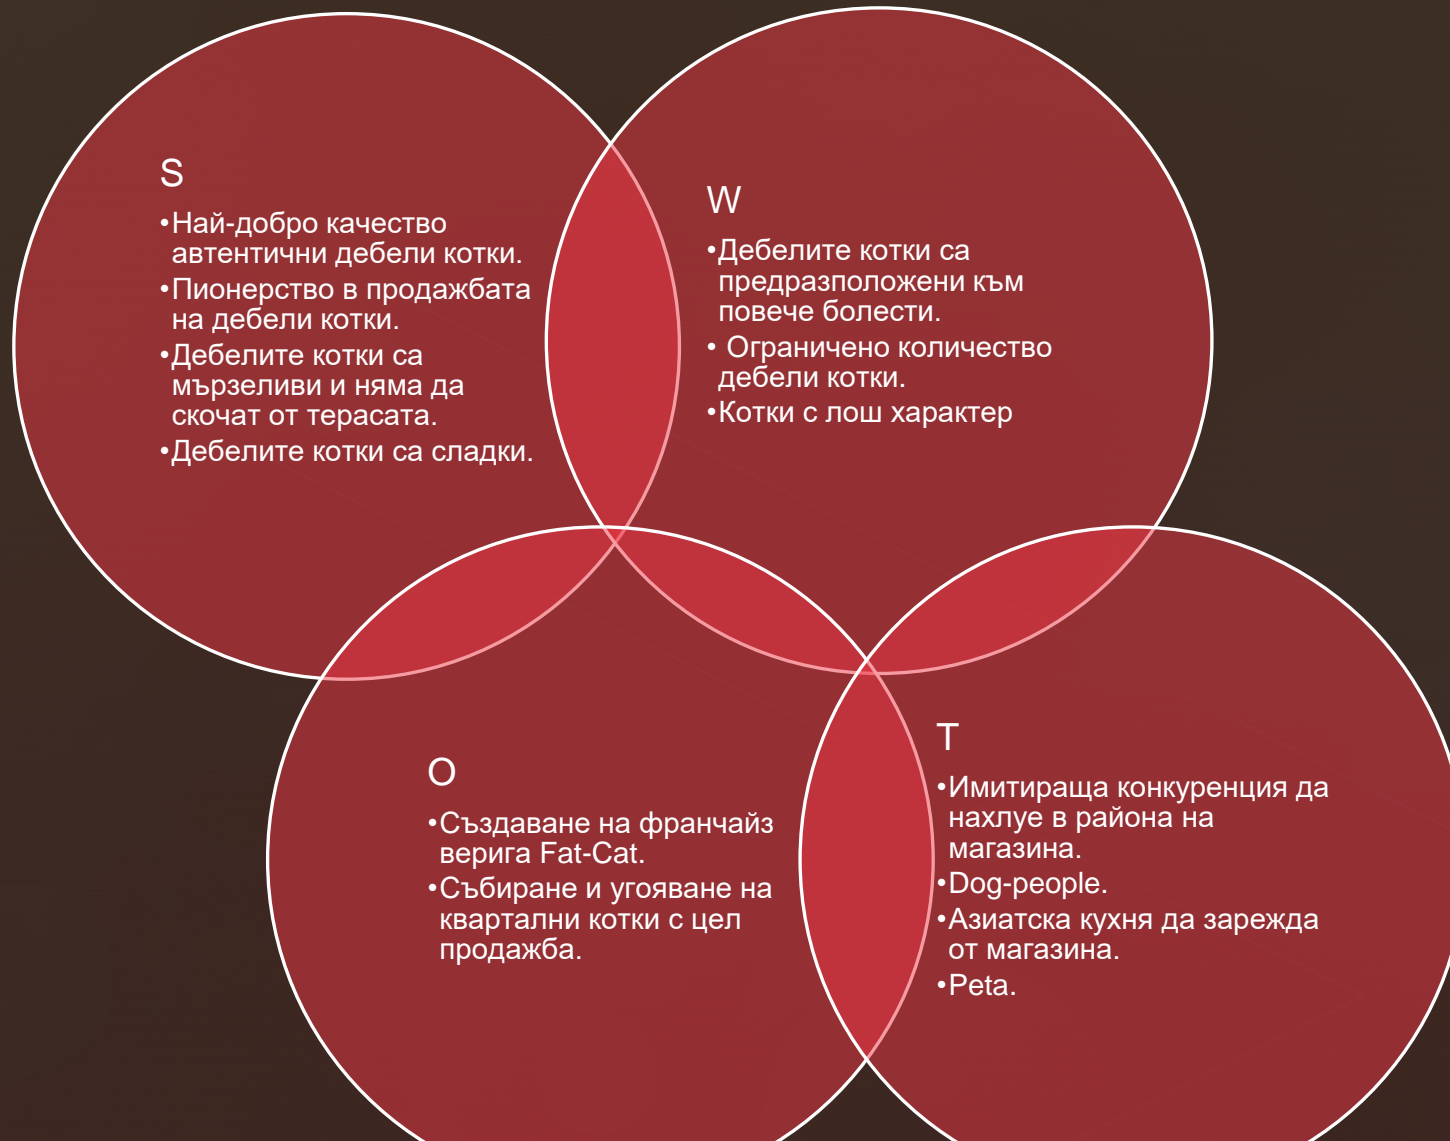 S
•Най-добро качество
автентични дебели котки.
•Пионерство в продажбата
на дебели котки.
•Дебелите котки са
мързеливи и няма да
скочат от терасата.
•Дебелите котки са сладки.
W
•Дебелите котки са
предразположени към
повече болести.
• Ограничено количество
дебели котки.
•Котки с лош характер
O
•Създаване на франчайз
верига Fat-Cat.
•Събиране и угояване на
квартални котки с цел
продажба.
T
•Имитираща конкуренция да
нахлуе в района на
магазина.
•Dog-people.
•Азиатска кухня да зарежда
от магазина.
•Peta.